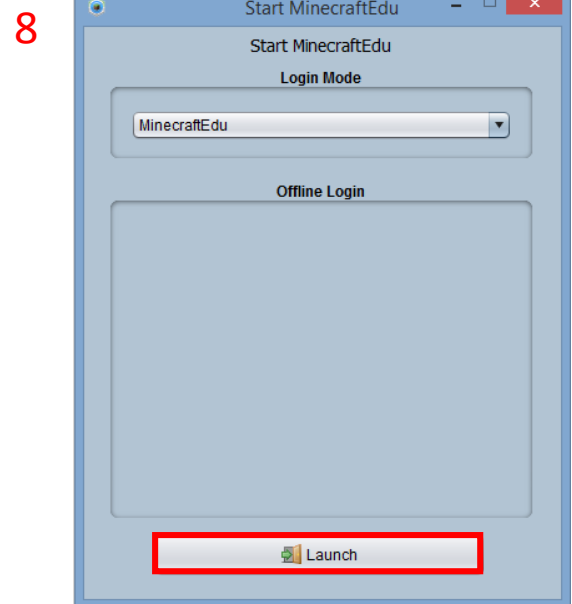 8
Start MinecraftEdu
Start MinecraftEdu
Login Mode
MinecraftEdu
Offline Login
Launch